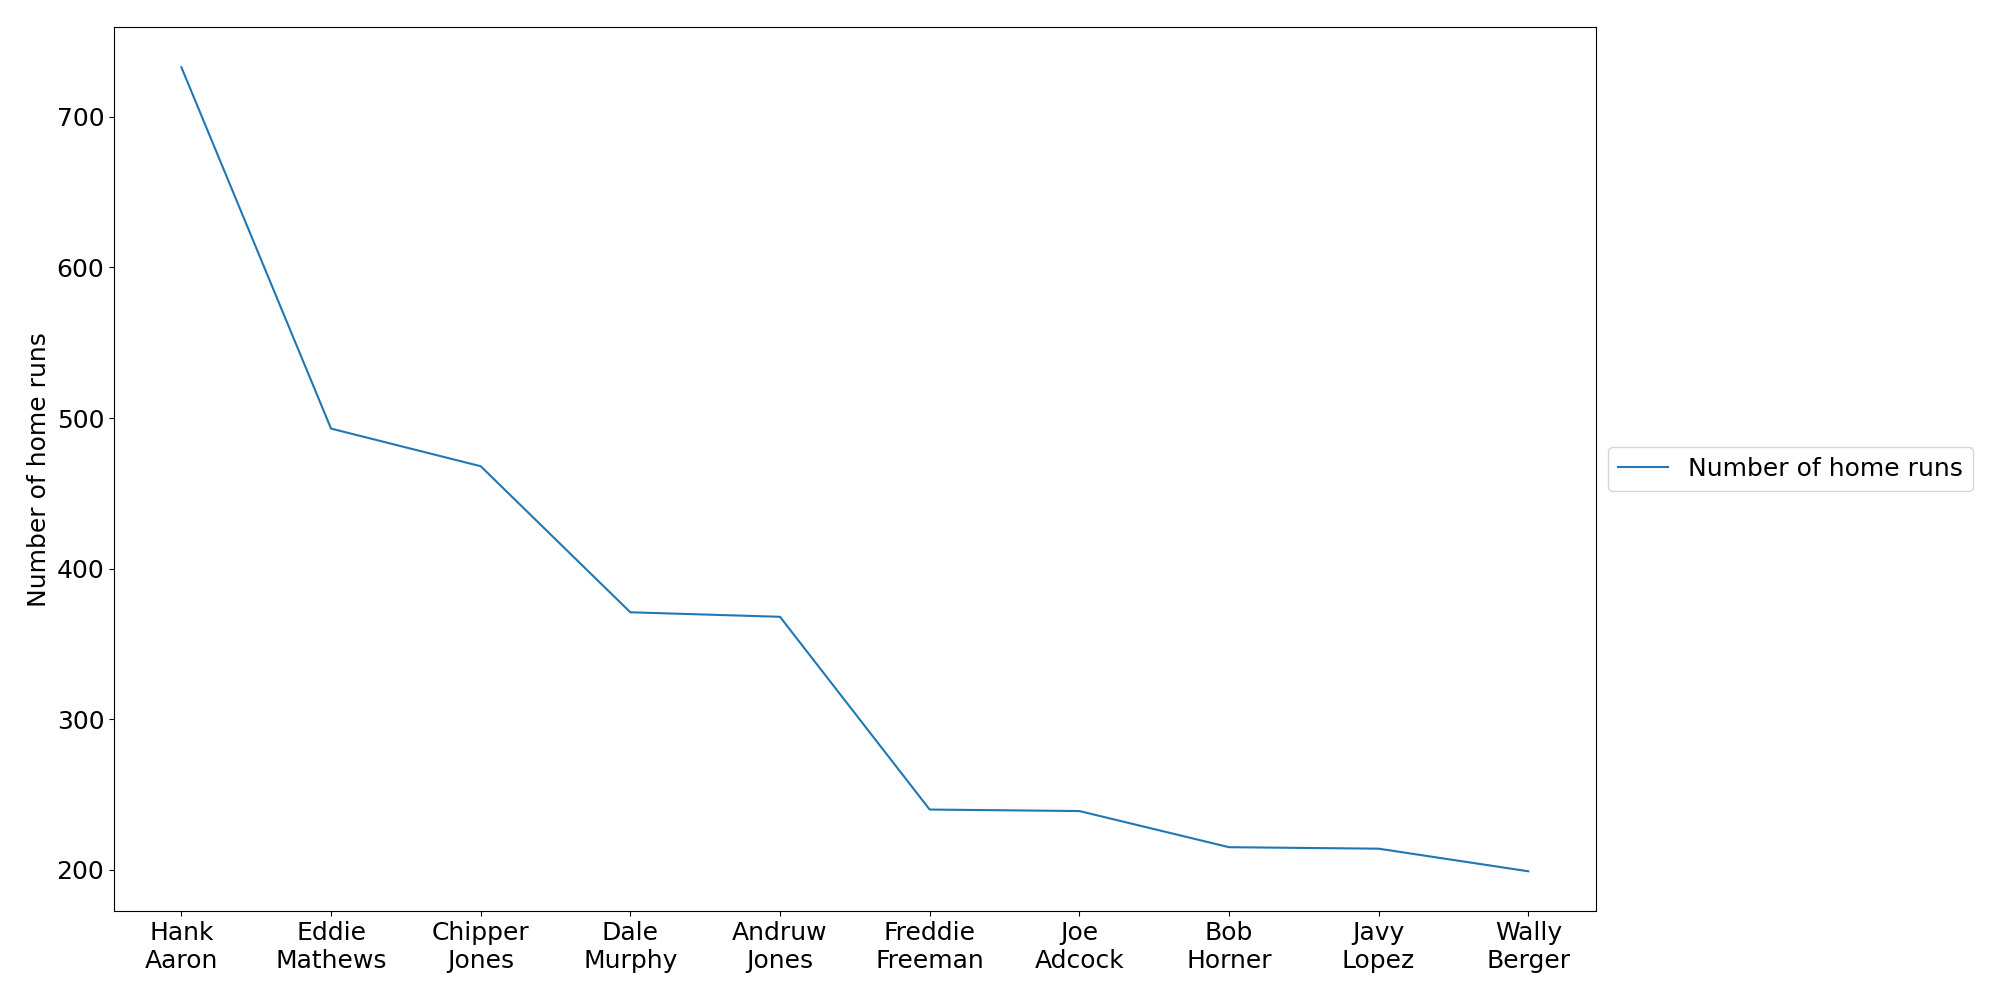 Number of home runs
700
600
500
400
300
200
Hank
Aaron
Eddie
Mathews
Chipper
Jones
Dale
Murphy
Andruw
Jones
Freddie
Freeman
Joe
Adcock
Bob
Horner
Javy
Lopez
Wally
Berger
Number of home runs